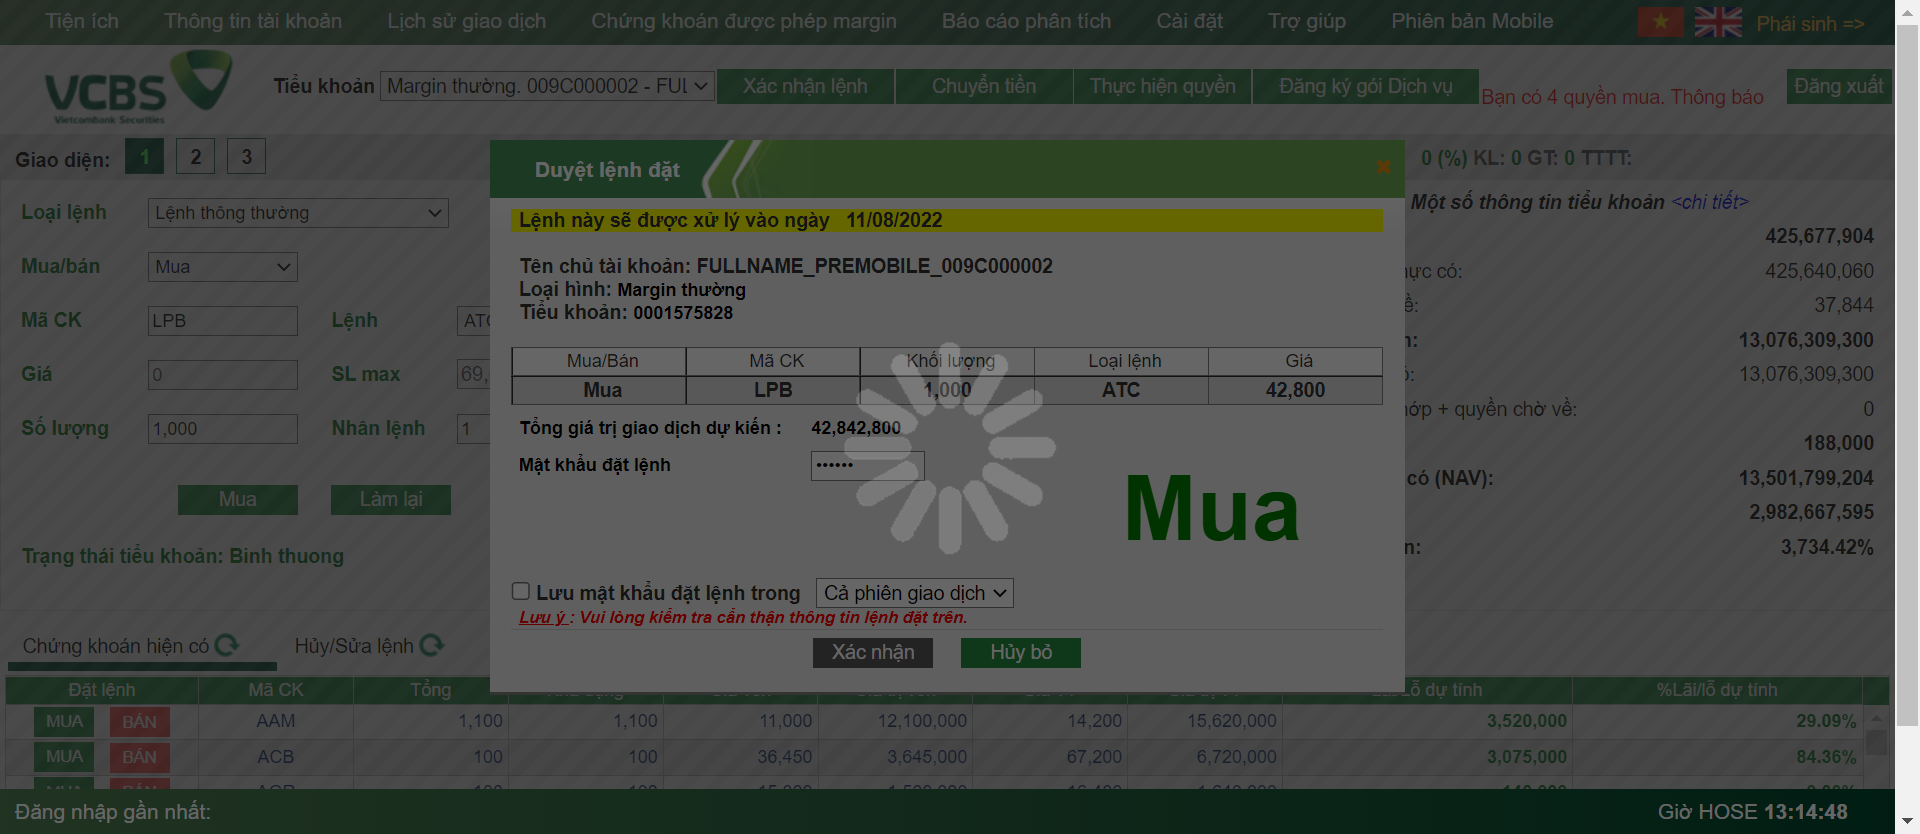 Tiện ích Thông tin tài khoản Lịch sử giao dịch Chứng khoán được phép margin Báo cáo phân tích Cài đặt Trợ giúp Phiên bản Mobile Phái sinh =>
VCBS
Vietcombank Securities
Tiểu khoản Margin thường. 009C000002 - FUL Xác nhận lệnh Chuyển tiền Thực hiện quyền Đăng ký gói Dịch vụ Bạn có 4 quyền mua. Thông báo Đăng xuất
Giao diện: 1 2 3
0 (%) KL: 0 GT: 0 TTTT:
Loại lệnh Lệnh thông thường
Mua/bán Mua
Mã CK LPB Lệnh ATC
Giá 0 SL max 69,
Số lượng 1,000 Nhân lệnh 1
Mua Làm lại
Trạng thái tiểu khoản: Binh thuong
Duyệt lệnh đặt
Lệnh này sẽ được xử lý vào ngày 11/08/2022
Tên chủ tài khoản: FULLNAME_PREMOBILE_009C000002
Loại hình: Margin thường
Tiểu khoản: 0001575828
Mua/Bán Mã CK Khối lượng Loại lệnh Giá
Mua LPB 1,000 ATC 42,800
Tổng giá trị giao dịch dự kiến : 42,842,800
Mật khẩu đặt lệnh ••••••
Mua
Lưu mật khẩu đặt lệnh trong Cả phiên giao dịch
Lưu ý : Vui lòng kiểm tra cẩn thận thông tin lệnh đặt trên.
Xác nhận Hủy bỏ
Một số thông tin tiểu khoản <chi tiết>
425,677,904
ực có: 425,640,060
ề: 37,844
n: 13,076,309,300
ó: 13,076,309,300
ớp + quyền chờ về: 0
188,000
có (NAV): 13,501,799,204
2,982,667,595
n: 3,734.42%
Chứng khoán hiện có Hủy/Sửa lệnh
Đặt lệnh Mã CK Tổng Lãi/Lỗ dự tính %Lãi/lỗ dự tính
MUA BÁN AAM 1,100 1,100 11,000 12,100,000 14,200 15,620,000 3,520,000 29.09%
MUA BÁN ACB 100 100 36,450 3,645,000 67,200 6,720,000 3,075,000 84.36%
Đăng nhập gần nhất: Giờ HOSE 13:14:48